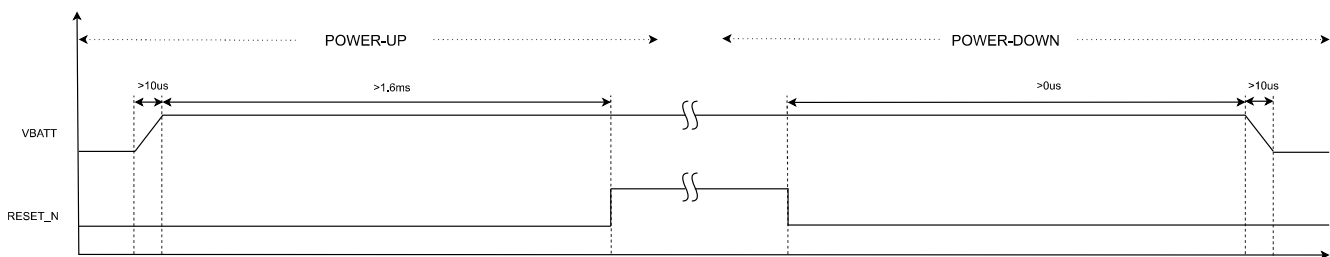 POWER-UP
POWER-DOWN
>10us
>1.6ms
>0us
>10us
VBATT
RESET_N